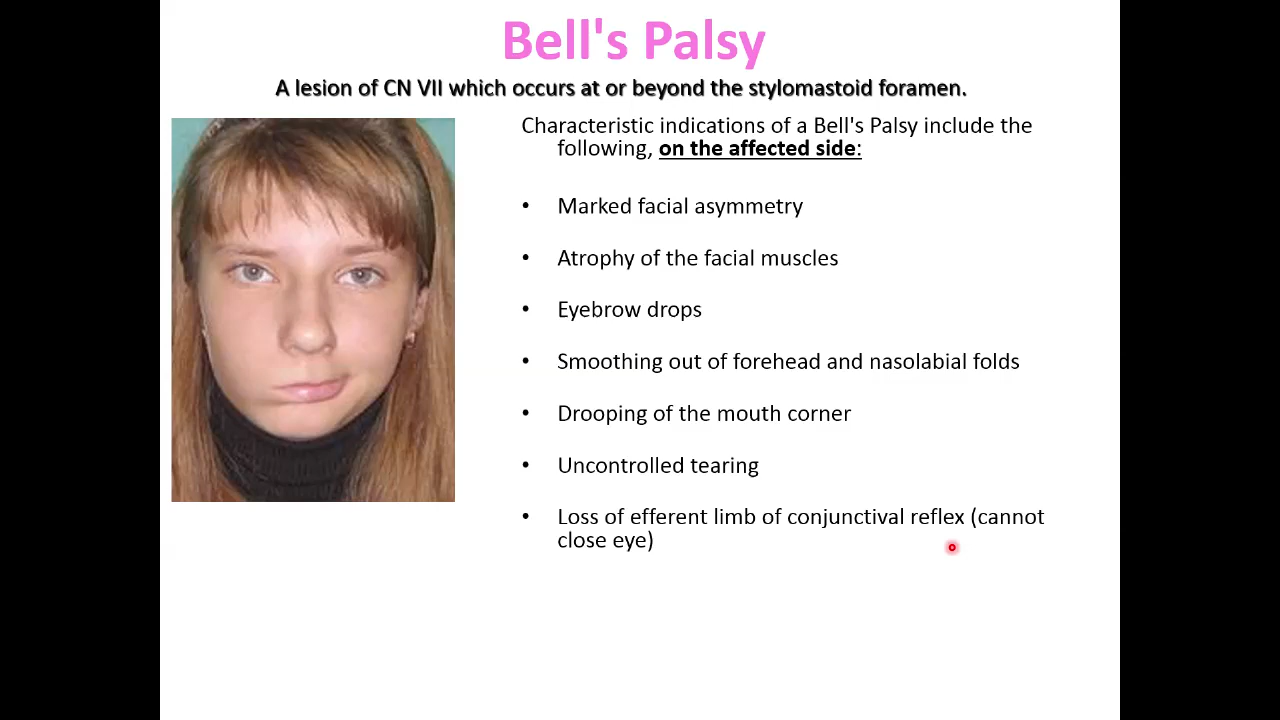 Bell's Palsy
A lesion of CN VII which occurs at or beyond the stylomastoid foramen.
Characteristic indications of a Bell's Palsy include the
following, on the affected side:
• Marked facial asymmetry
• Atrophy of the facial muscles
• Eyebrow drops
• Smoothing out of forehead and nasolabial folds
• Drooping of the mouth corner
• Uncontrolled tearing
• Loss of efferent limb of conjunctival reflex (cannot
close eye)